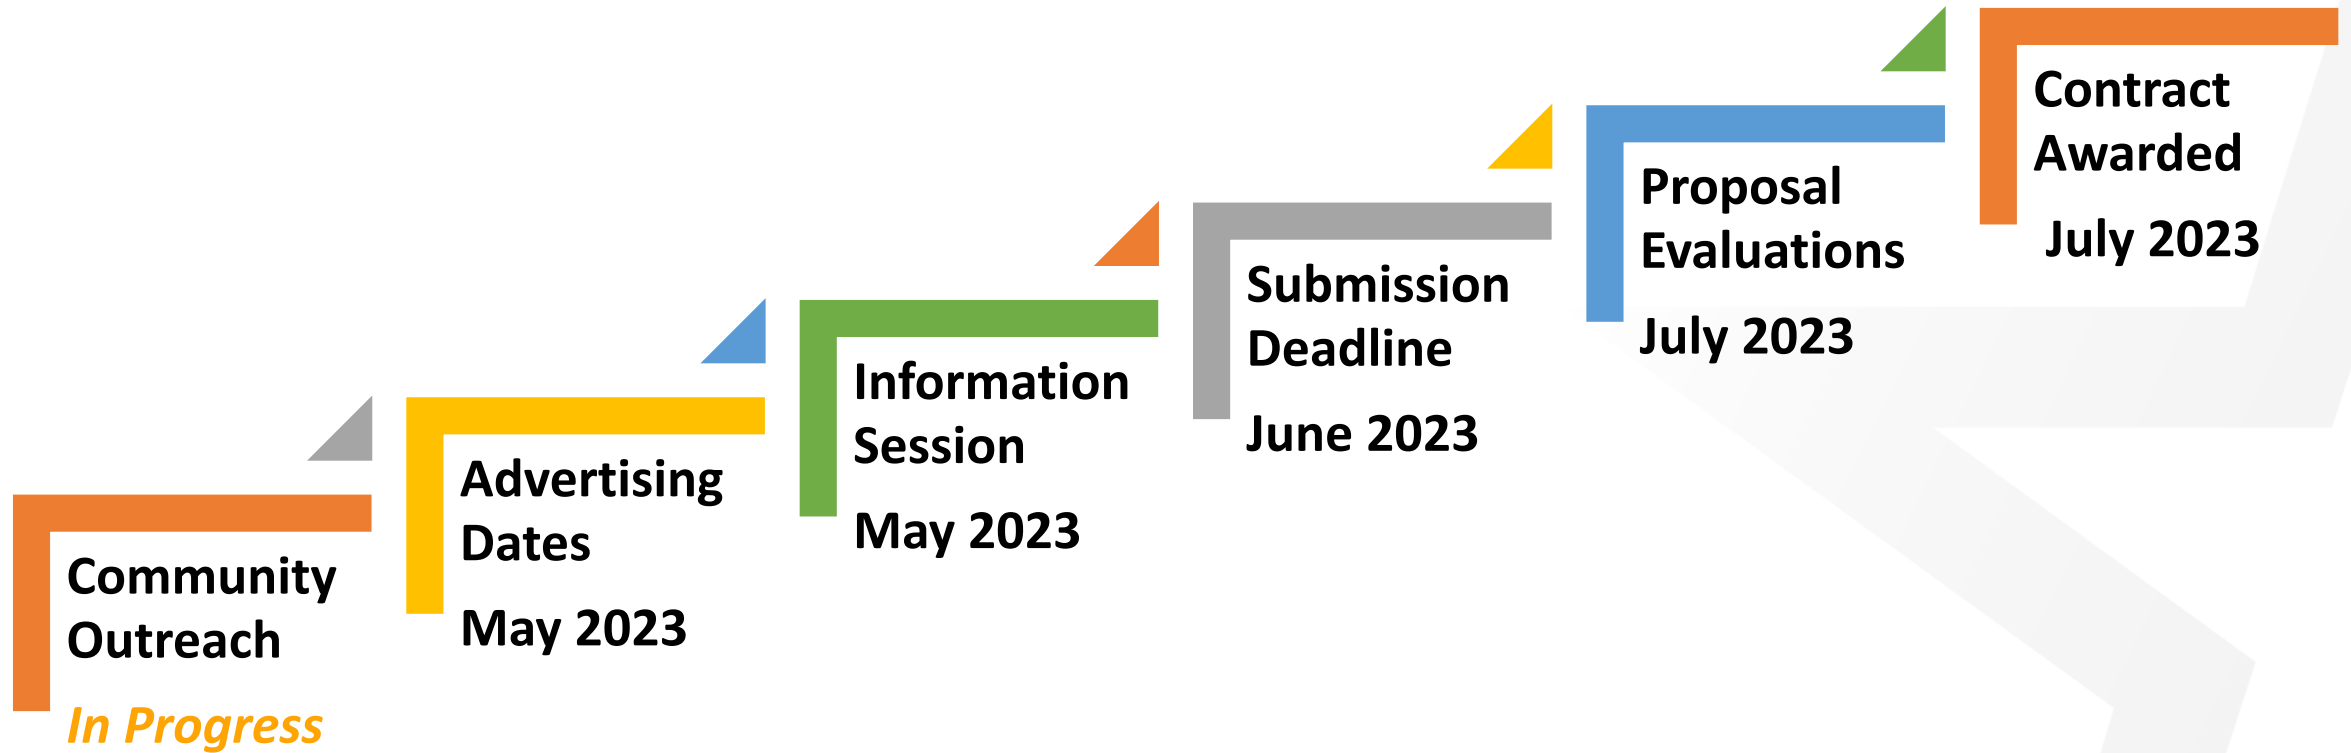 Community
Outreach
In Progress
Advertising
Dates
May 2023
Information
Session
May 2023
Submission
Deadline
June 2023
Proposal
Evaluations
July 2023
Contract
Awarded
July 2023